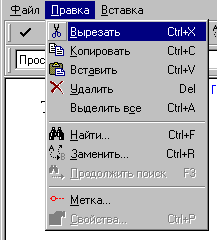 Файл Правка Вставка
Прос
Вырезать Ctrl+X
Копировать Ctrl+C
Вставить Ctrl+V
Удалить Del
Выделить все Ctrl+A
Найти... Ctrl+F
Заменить... Ctrl+R
Продолжить поиск F3
Метка...
Свойства... Ctrl+P